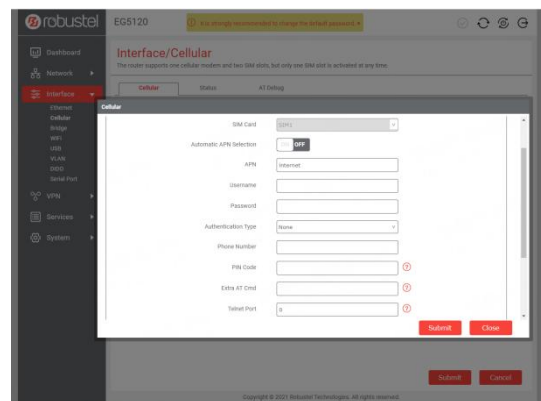 robustel
EG5120
It is strongly recommended to change the default password.
Dashboard
Network
Interface
Ethernet
Cellular
Bridge
WiFi
USB
VLAN
DIDO
Serial Port
VPN
Services
System
Interface/Cellular
The router supports one cellular modem and two SIM slots, but only one SIM slot is activated at any time.
Cellular Status AT Debug
Cellular
SIM Card SIM1
Automatic APN Selection ON OFF
APN internet
Username
Password
Authentication Type None
Phone Number
PIN Code ?
Extra AT Cmd ?
Telnet Port 0 ?
Submit Close
Submit Cancel
Copyright © 2021 Robustel Technologies. All rights reserved.